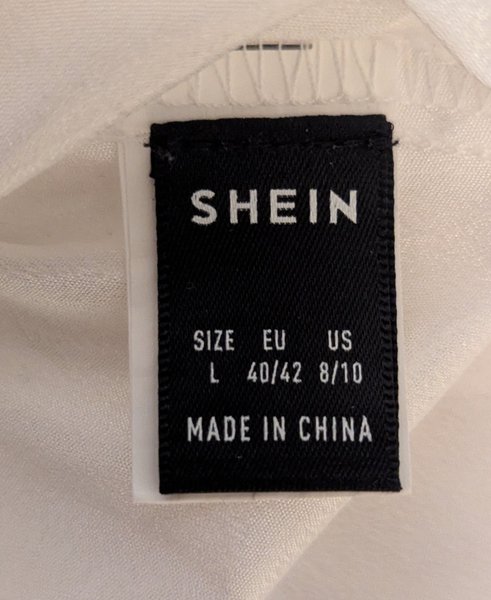 SHEIN
SIZE EU US
L 40/42 8/10
MADE IN CHINA